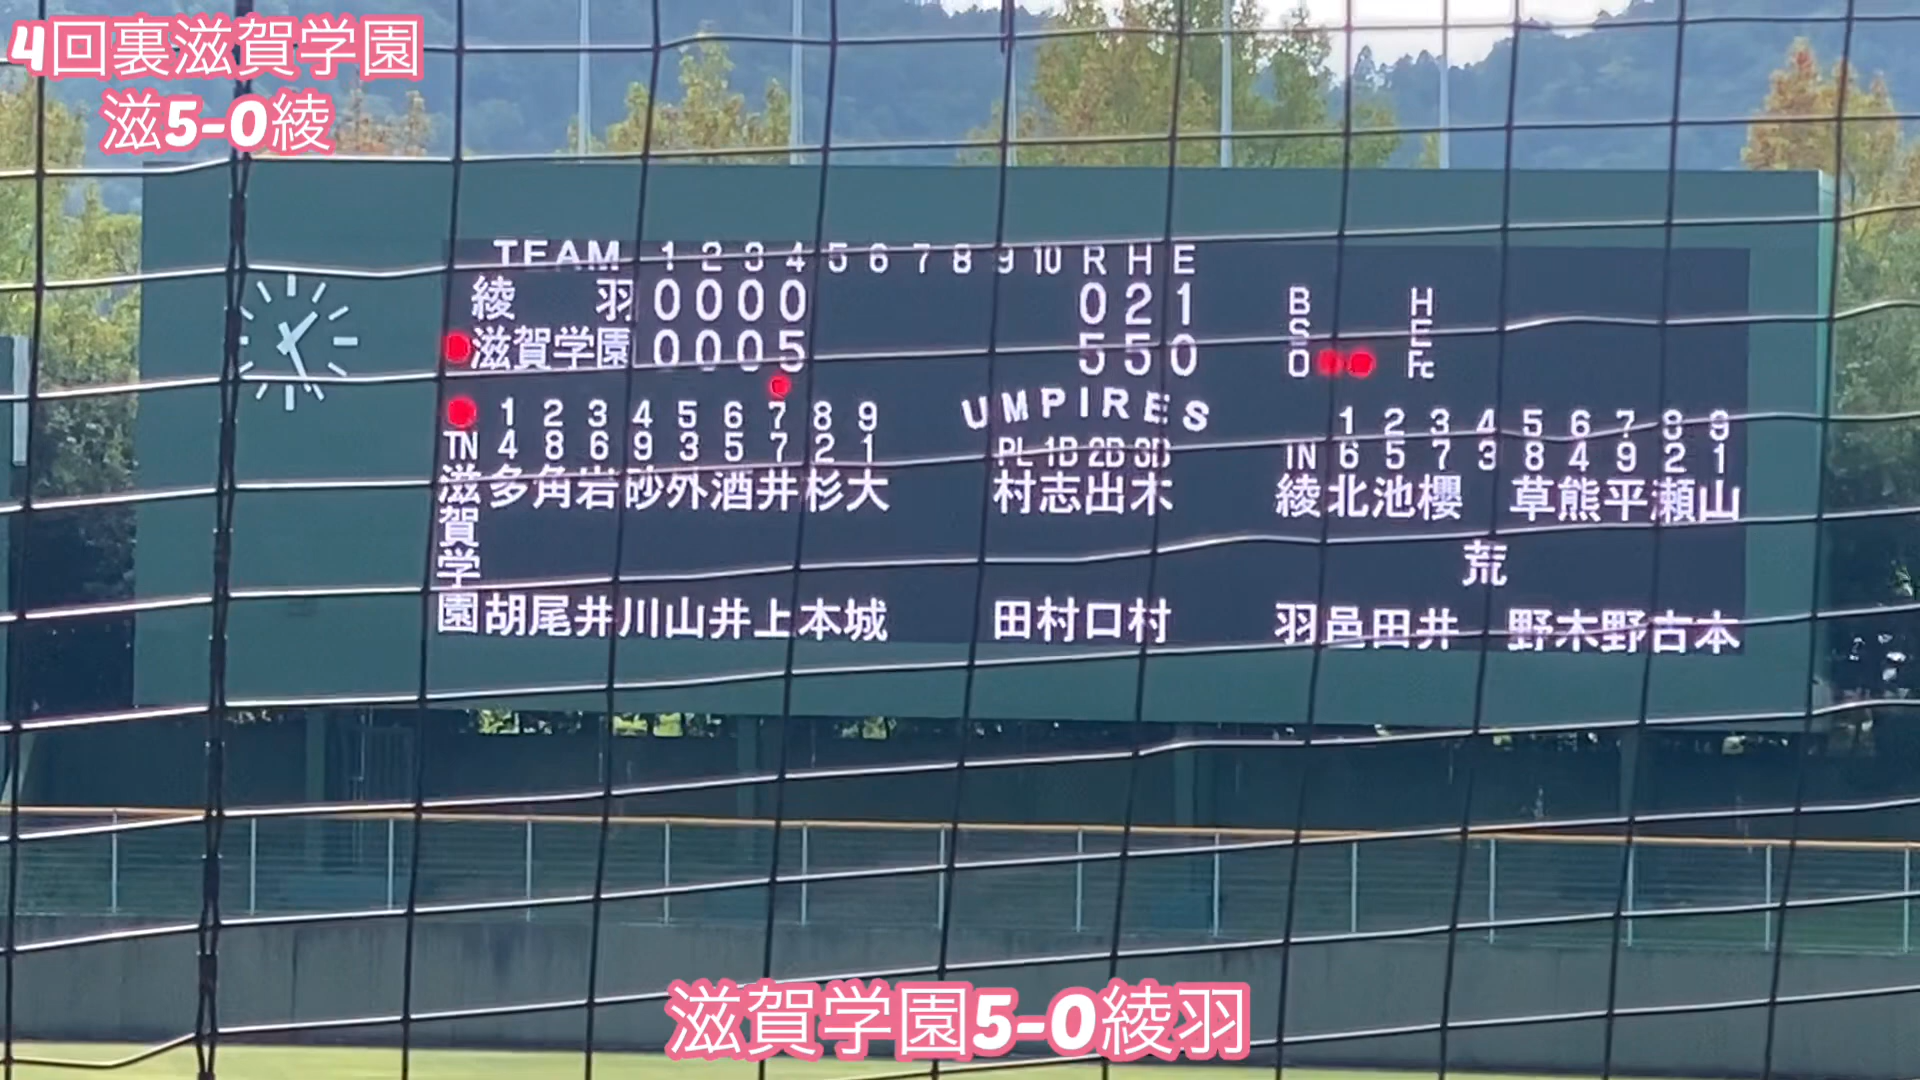 4回裏滋賀学園
滋5-0綾
TEAM 1 2 3 4 5 6 7 8 9 10 R H E
綾羽 0 0 0 0 0 2 1
滋賀学園 0 0 0 5 5 5 0
B H
S E
O Fc
1 2 3 4 5 6 7 8 9
TN 4 8 6 9 3 5 7 2 1
滋賀学園 多胡 角尾 岩井 砂川 外山 酒井 井上 杉本 大城
UMPIRES
PL 1B 2B 3B
村田 志村 出口 木村
1 2 3 4 5 6 7 8 9
IN 6 5 7 3 8 4 9 2 1
綾羽 北邑 池田 櫻井 荒 草野 熊木 平野 瀬古 山本
滋賀学園5-0綾羽